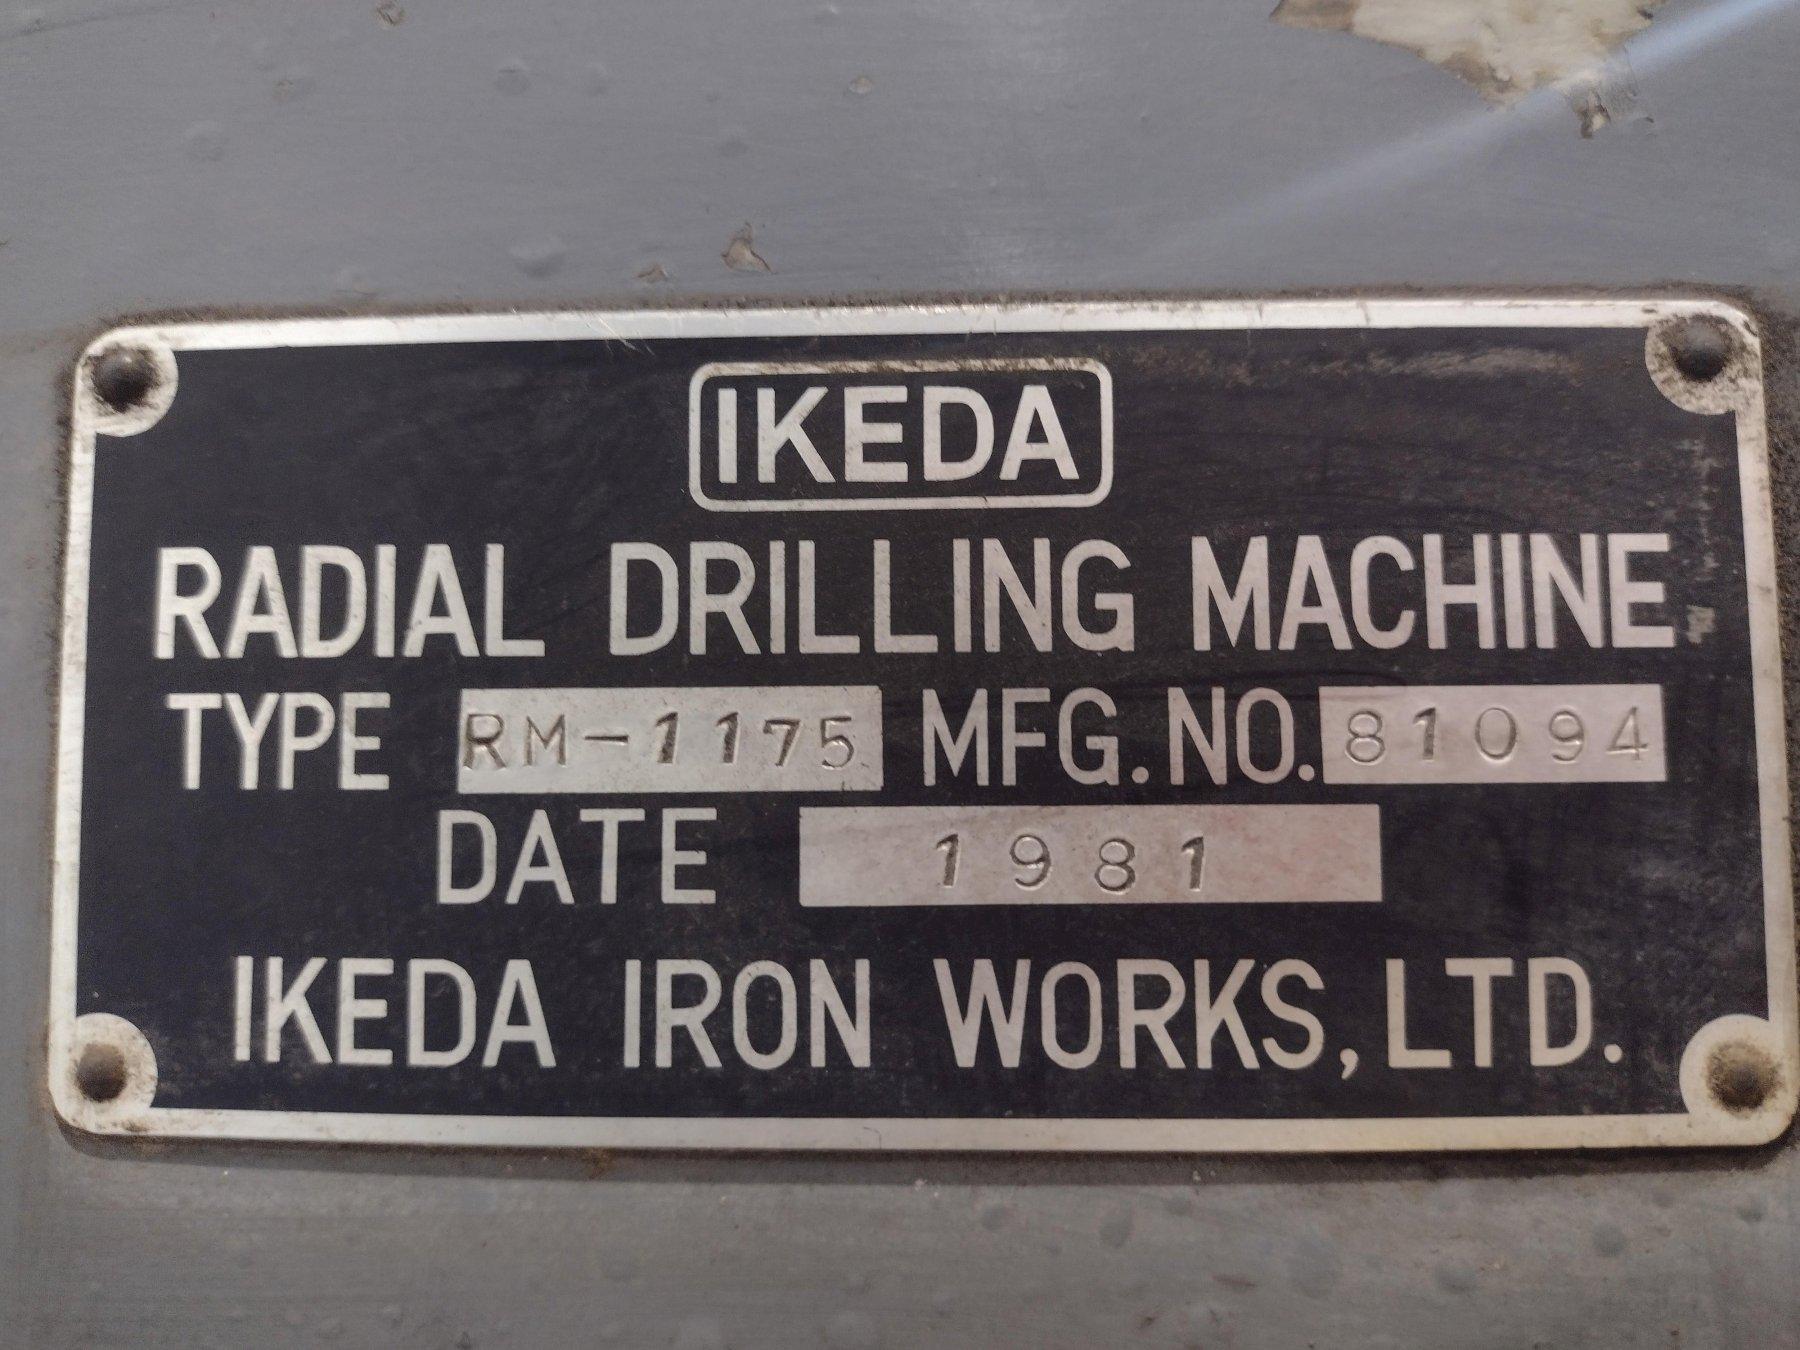 IKEDA
RADIAL DRILLING MACHINE
TYPE RM-1175 MFG.NO. 81094
DATE 1981
IKEDA IRON WORKS, LTD.